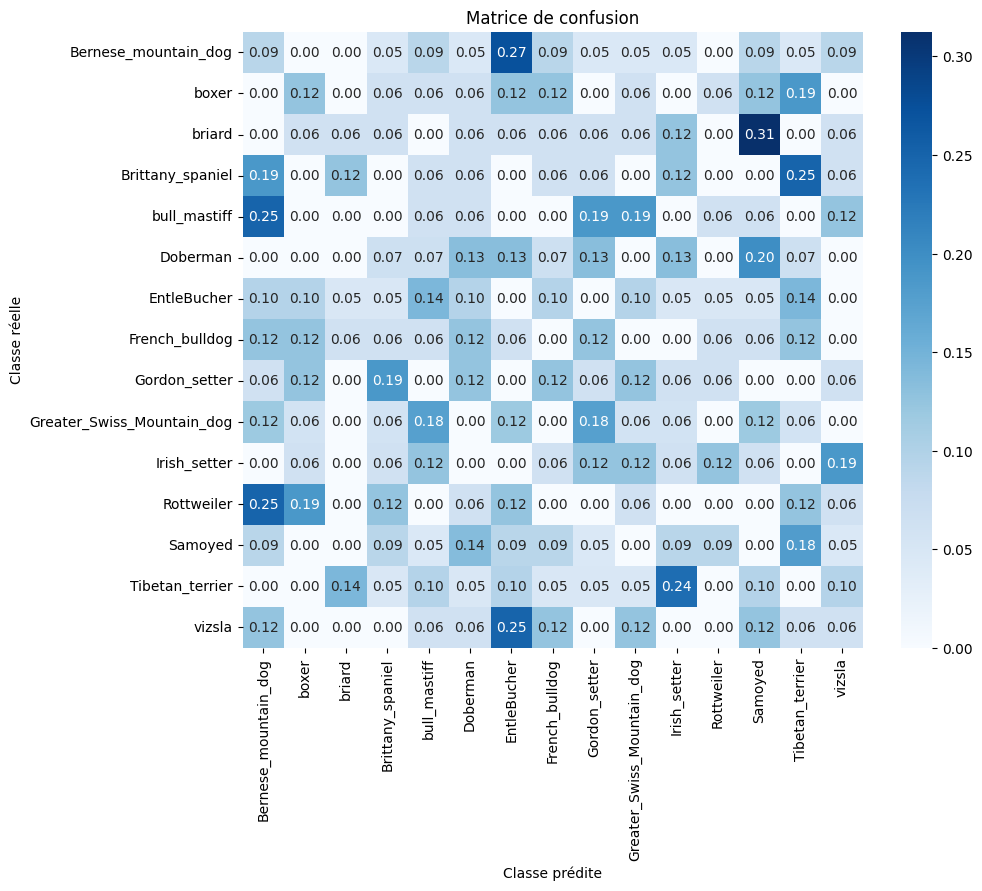 Matrice de confusion
Classe réelle
Bernese_mountain_dog 0.09 0.00 0.00 0.05 0.09 0.05 0.27 0.09 0.05 0.05 0.05 0.00 0.09 0.05 0.09
boxer 0.00 0.12 0.00 0.06 0.06 0.06 0.12 0.12 0.00 0.06 0.00 0.06 0.12 0.19 0.00
briard 0.00 0.06 0.06 0.06 0.00 0.06 0.06 0.06 0.06 0.06 0.12 0.00 0.31 0.00 0.06
Brittany_spaniel 0.19 0.00 0.12 0.00 0.06 0.06 0.00 0.06 0.06 0.00 0.12 0.00 0.00 0.25 0.06
bull_mastiff 0.25 0.00 0.00 0.00 0.06 0.06 0.00 0.00 0.19 0.19 0.00 0.06 0.06 0.00 0.12
Doberman 0.00 0.00 0.00 0.07 0.07 0.13 0.13 0.07 0.13 0.00 0.13 0.00 0.20 0.07 0.00
EntleBucher 0.10 0.10 0.05 0.05 0.14 0.10 0.00 0.10 0.00 0.10 0.05 0.05 0.05 0.14 0.00
French_bulldog 0.12 0.12 0.06 0.06 0.06 0.12 0.06 0.00 0.12 0.00 0.00 0.06 0.06 0.12 0.00
Gordon_setter 0.06 0.12 0.00 0.19 0.00 0.12 0.00 0.12 0.06 0.12 0.06 0.06 0.00 0.00 0.06
Greater_Swiss_Mountain_dog 0.12 0.06 0.00 0.06 0.18 0.00 0.12 0.00 0.18 0.06 0.06 0.00 0.12 0.06 0.00
Irish_setter 0.00 0.06 0.00 0.06 0.12 0.00 0.00 0.06 0.12 0.12 0.06 0.12 0.06 0.00 0.19
Rottweiler 0.25 0.19 0.00 0.12 0.00 0.06 0.12 0.00 0.00 0.06 0.00 0.00 0.00 0.12 0.06
Samoyed 0.09 0.00 0.00 0.09 0.05 0.14 0.09 0.09 0.05 0.00 0.09 0.09 0.00 0.18 0.05
Tibetan_terrier 0.00 0.00 0.14 0.05 0.10 0.05 0.10 0.05 0.05 0.05 0.24 0.00 0.10 0.00 0.10
vizsla 0.12 0.00 0.00 0.00 0.06 0.06 0.25 0.12 0.00 0.12 0.00 0.00 0.12 0.06 0.06
Bernese_mountain_dog
boxer
briard
Brittany_spaniel
bull_mastiff
Doberman
EntleBucher
French_bulldog
Gordon_setter
Greater_Swiss_Mountain_dog
Irish_setter
Rottweiler
Samoyed
Tibetan_terrier
vizsla
Classe prédite
0.30
0.25
0.20
0.15
0.10
0.05
0.00